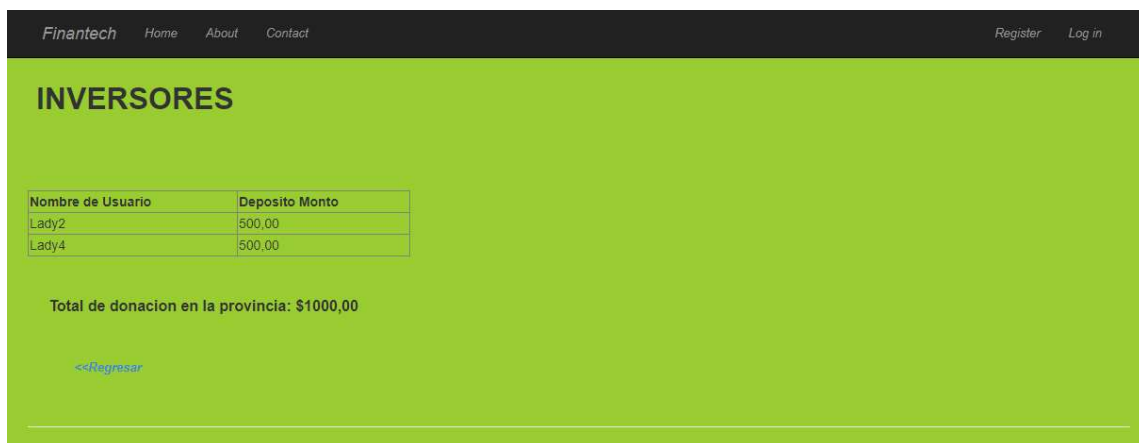 Finantech Home About Contact Register Log in
INVERSORES
Nombre de Usuario Deposito Monto
Lady2 500,00
Lady4 500,00
Total de donacion en la provincia: $1000,00
<<Regresar